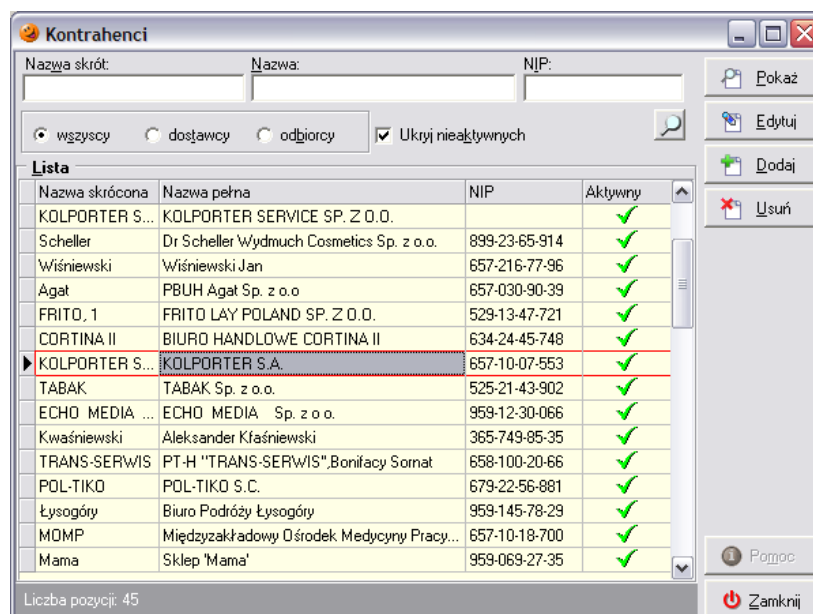 Kontrahenci
Nazwa skrót: Nazwa: NIP:
wszyscy dostawcy odbiorcy Ukryj nieaktywnych
Lista
Nazwa skrócona Nazwa pełna NIP Aktywny
KOLPORTER S... KOLPORTER SERVICE SP. Z O.O.
Scheller Dr Scheller Wydmuch Cosmetics Sp. z o.o. 899-23-65-914
Wiśniewski Wiśniewski Jan 657-216-77-96
Agat PBUH Agat Sp. z o.o 657-030-90-39
FRITO, 1 FRITO LAY POLAND SP. Z O.O. 529-13-47-721
CORTINA II BIURO HANDLOWE CORTINA II 634-24-45-748
KOLPORTER S... KOLPORTER S.A. 657-10-07-553
TABAK TABAK Sp. z o.o. 525-21-43-902
ECHO MEDIA ... ECHO MEDIA Sp. z o o. 959-12-30-066
Kwaśniewski Aleksander Kfaśniewski 365-749-85-35
TRANS-SERWIS PT-H "TRANS-SERWIS",Bonifacy Sornat 658-100-20-66
POL-TIKO POL-TIKO S.C. 679-22-56-881
Łysogóry Biuro Podróży Łysogóry 959-145-78-29
MOMP Międzyzakładowy Ośrodek Medycyny Pracy... 657-10-18-700
Mama Sklep 'Mama' 959-069-27-35
Liczba pozycji: 45
Pokaż
Edytuj
Dodaj
Usuń
Pomoc
Zamknij